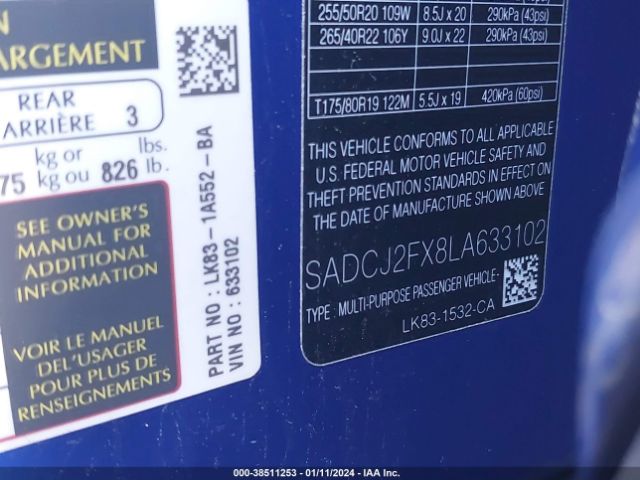 N
ARGEMENT
REAR
ARRIÈRE 3
kg or lbs.
75 kg ou 826 lb.
SEE OWNER'S
MANUAL FOR
ADDITIONAL
INFORMATION
VOIR LE MANUEL
DEL'USAGER
POUR PLUS DE
RENSEIGNEMENTS
PART NO : LK83-1A552-BA
VIN NO : 633102
255/50R20 109W 8.5J x 20 290kPa (43psi)
265/40R22 106Y 9.0J x 22 290kPa (43psi)
T175/80R19 122M 5.5J x 19 420kPa (60psi)
THIS VEHICLE CONFORMS TO ALL APPLICABLE
U.S. FEDERAL MOTOR VEHICLE SAFETY AND
THEFT PREVENTION STANDARDS IN EFFECT ON
THE DATE OF MANUFACTURE SHOWN ABOVE
SADCJ2FX8LA633102
TYPE : MULTI-PURPOSE PASSENGER VEHICLE-
LK83-1532-CA
000-38511253 - 01/11/2024 - IAA Inc.